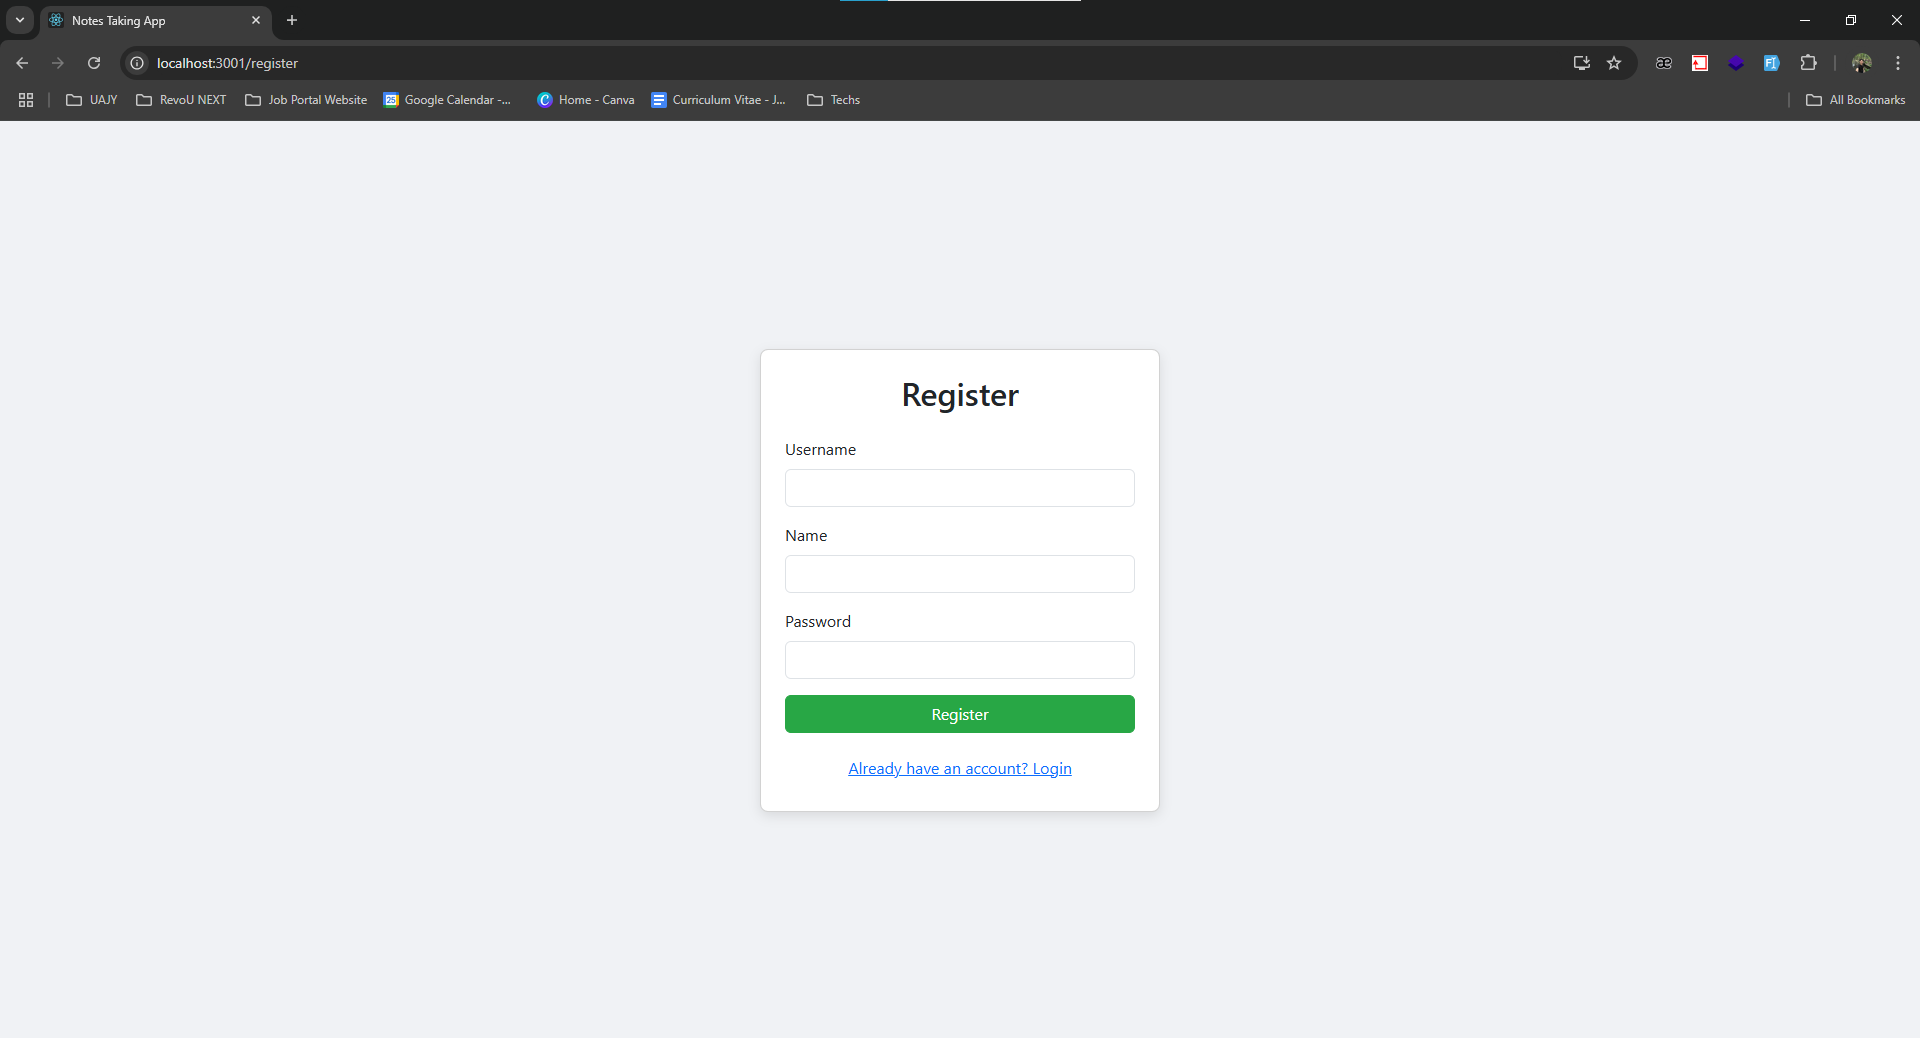 Notes Taking App
localhost:3001/register
UAJY
RevoU NEXT
Job Portal Website
Google Calendar -...
Home - Canva
Curriculum Vitae - J...
Techs
All Bookmarks
Register
Username
Name
Password
Register
Already have an account? Login